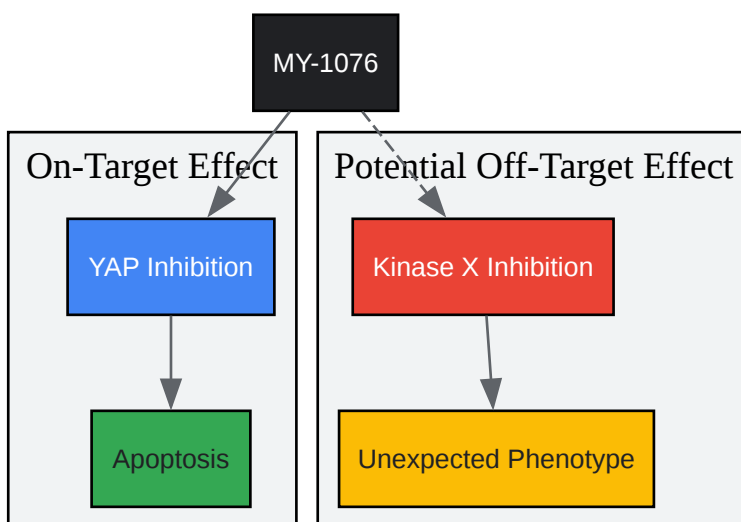 MY-1076
On-Target Effect
Potential Off-Target Effect
YAP Inhibition
Kinase X Inhibition
Apoptosis
Unexpected Phenotype